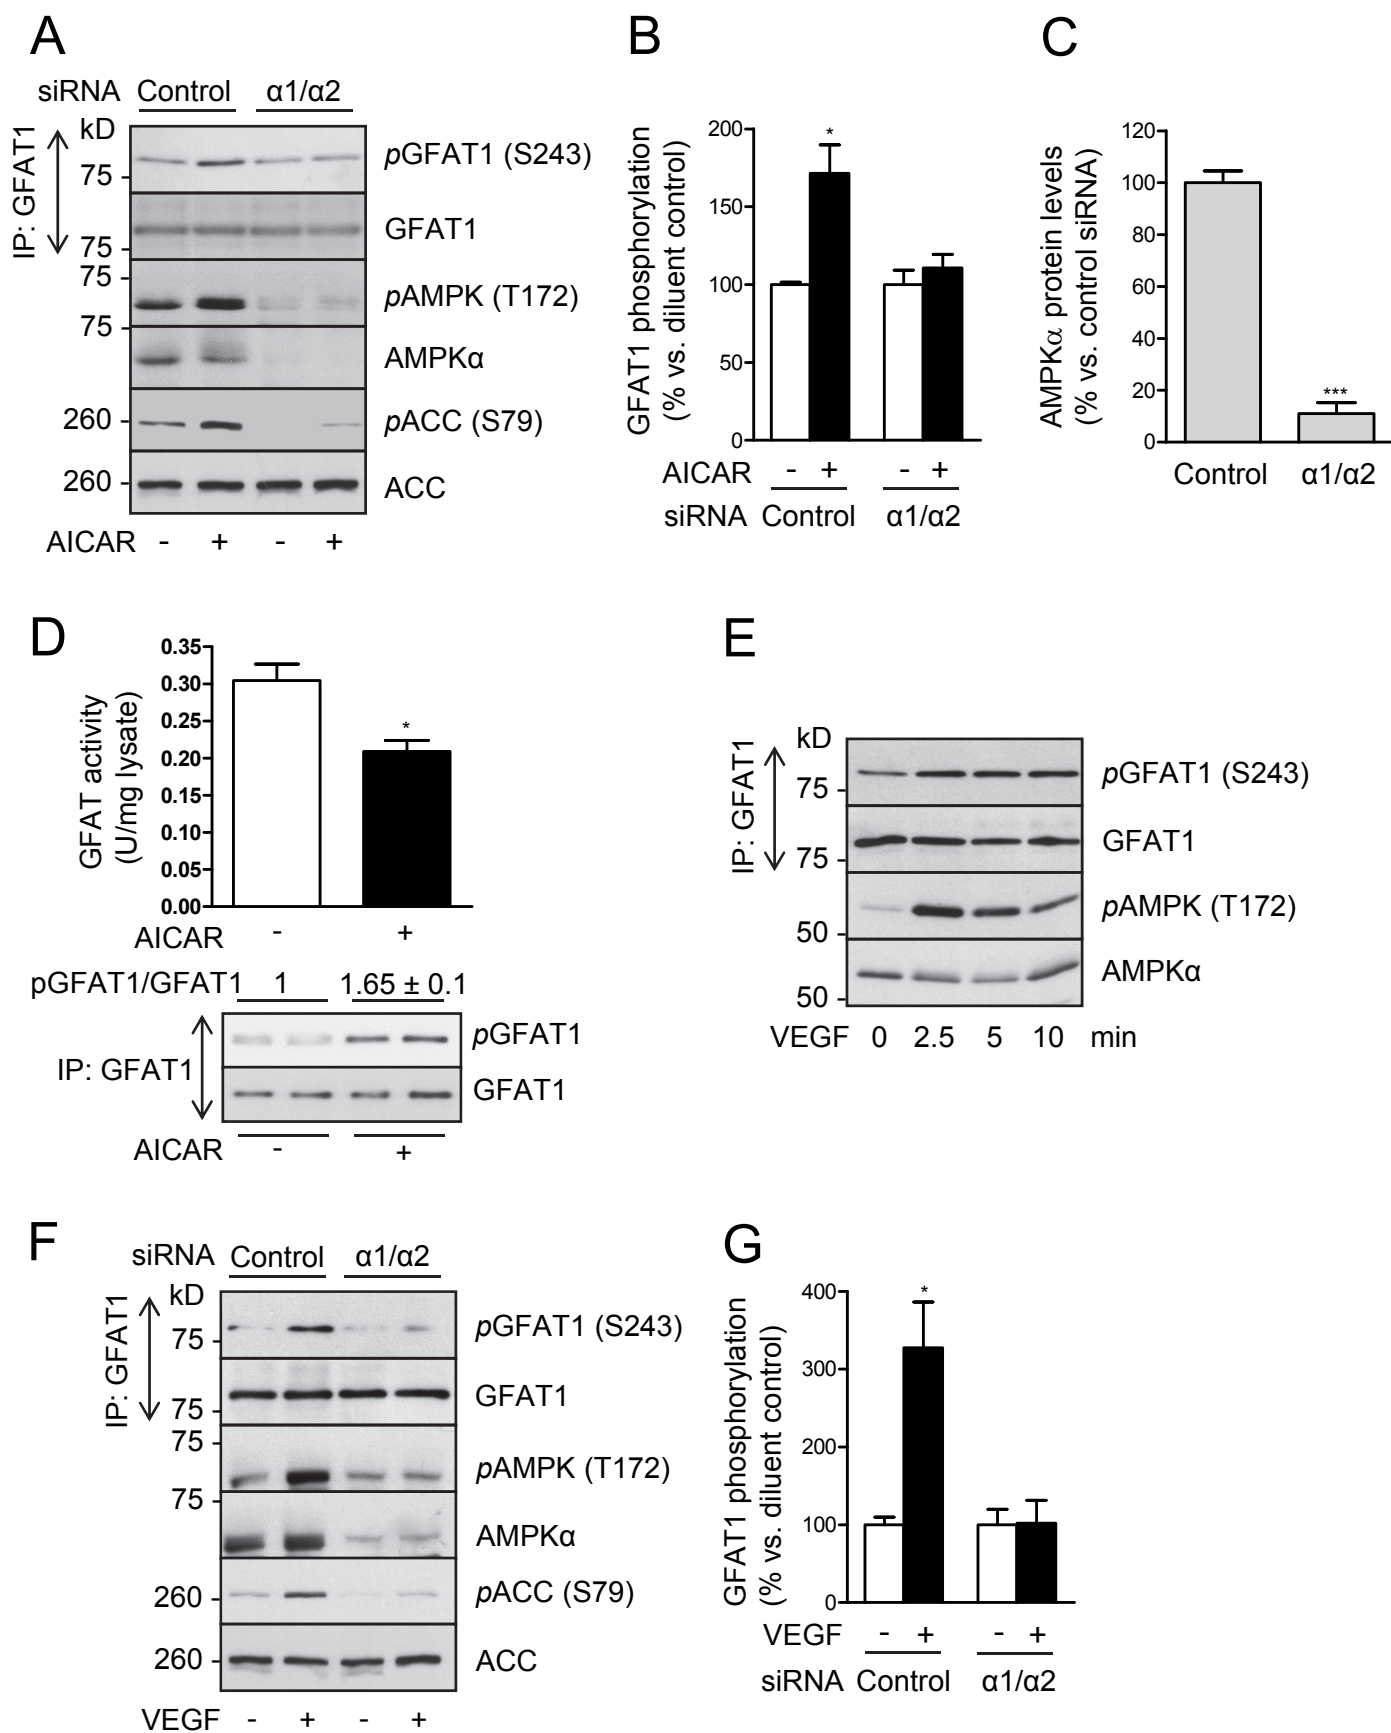 A
siRNA Control α1/α2
kD
IP: GFAT1
75
pGFAT1 (S243)
75
GFAT1
75
pAMPK (T172)
75
AMPKα
260
pACC (S79)
260
ACC
AICAR - + - +
B
GFAT1 phosphorylation
(% vs. diluent control)
200
150
100
50
0
*
AICAR - + - +
siRNA Control α1/α2
C
AMPKα protein levels
(% vs. control siRNA)
120
100
80
60
40
20
0
***
Control α1/α2
D
GFAT activity
(U/mg lysate)
0.35
0.30
0.25
0.20
0.15
0.10
0.05
0.00
*
AICAR - +
pGFAT1/GFAT1 1 1.65 ± 0.1
IP: GFAT1
pGFAT1
GFAT1
AICAR - +
E
kD
IP: GFAT1
75
pGFAT1 (S243)
75
GFAT1
50
pAMPK (T172)
50
AMPKα
VEGF 0 2.5 5 10 min
F
siRNA Control α1/α2
kD
IP: GFAT1
75
pGFAT1 (S243)
75
GFAT1
75
pAMPK (T172)
75
AMPKα
260
pACC (S79)
260
ACC
VEGF - + - +
G
GFAT1 phosphorylation
(% vs. diluent control)
400
300
200
100
0
*
VEGF - + - +
siRNA Control α1/α2